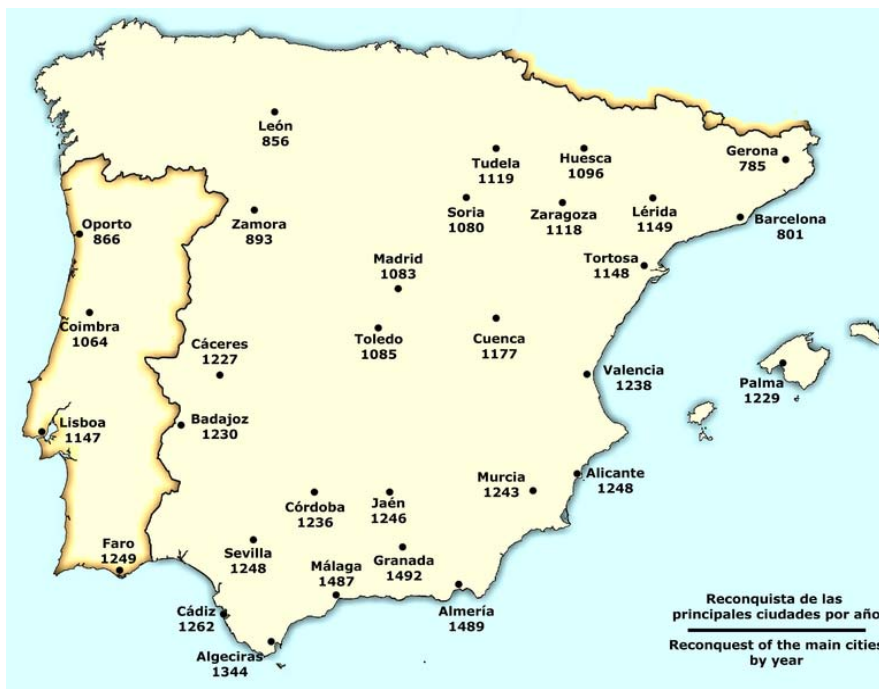 León
856
Tudela
1119
Huesca
1096
Gerona
785
Oporto
866
Zamora
893
Soria
1080
Zaragoza
1118
Lérida
1149
Barcelona
801
Madrid
1083
Tortosa
1148
Coimbra
1064
Cáceres
1227
Toledo
1085
Cuenca
1177
Valencia
1238
Palma
1229
Lisboa
1147
Badajoz
1230
Córdoba
1236
Jaén
1246
Murcia
1243
Alicante
1248
Faro
1249
Sevilla
1248
Málaga
1487
Granada
1492
Almería
1489
Cádiz
1262
Algeciras
1344
Reconquista de las
principales ciudades por año
Reconquest of the main cities
by year